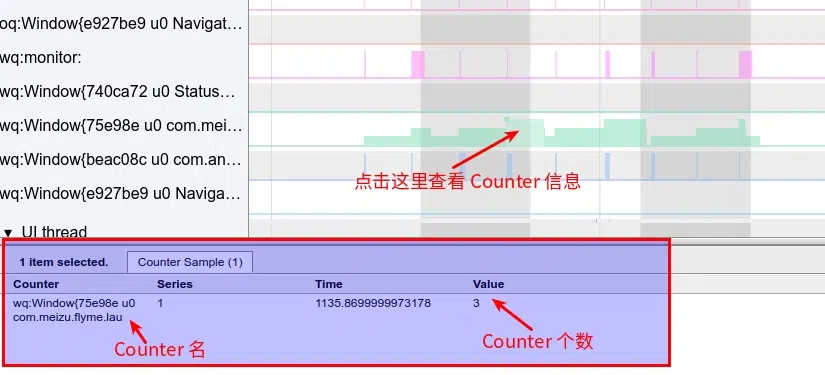 oq:Window{e927be9 u0 Navigat…
wq:monitor:
wq:Window{740ca72 u0 Status…
wq:Window{75e98e u0 com.mei…
wq:Window{beac08c u0 com.an…
wq:Window{e927be9 u0 Naviga…
点击这里查看 Counter 信息
▼ UI thread
1 item selected. Counter Sample (1)
Counter Series Time Value
wq:Window{75e98e u0 1 1135.8699999973178 3
com.meizu.flyme.lau
Counter 名
Counter 个数